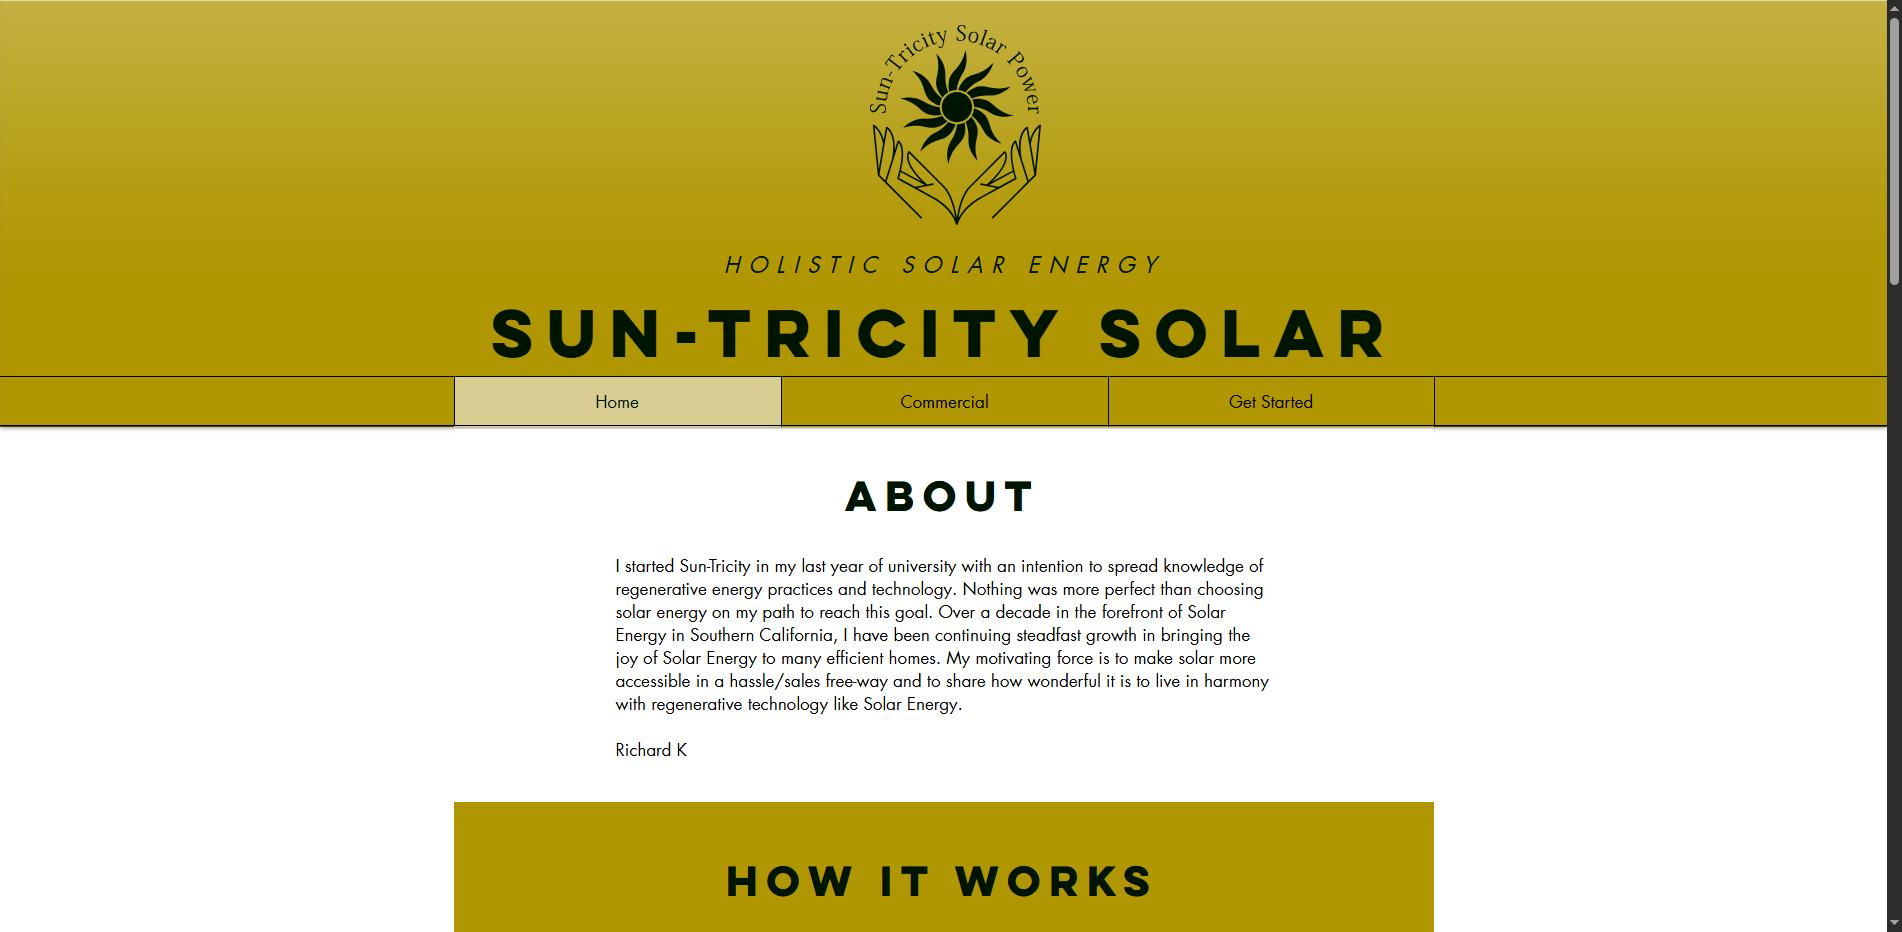 Sun-Tricity Solar Power
HOLISTIC SOLAR ENERGY
SUN-TRICITY SOLAR
Home
Commercial
Get Started
ABOUT
I started Sun-Tricity in my last year of university with an intention to spread knowledge of
regenerative energy practices and technology. Nothing was more perfect than choosing
solar energy on my path to reach this goal. Over a decade in the forefront of Solar
Energy in Southern California, I have been continuing steadfast growth in bringing the
joy of Solar Energy to many efficient homes. My motivating force is to make solar more
accessible in a hassle/sales free-way and to share how wonderful it is to live in harmony
with regenerative technology like Solar Energy.
Richard K
HOW IT WORKS